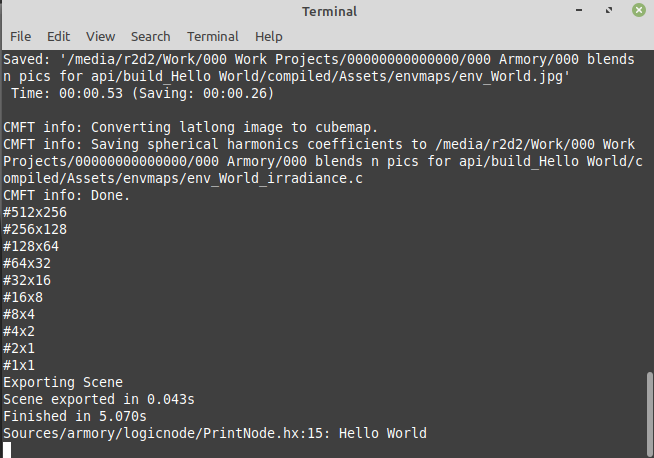 Terminal
File Edit View Search Terminal Help
Saved: '/media/r2d2/Work/000 Work Projects/00000000000000/000 Armory/000 blends
n pics for api/build_Hello World/compiled/Assets/envmaps/env_World.jpg'
Time: 00:00.53 (Saving: 00:00.26)
CMFT info: Converting latlong image to cubemap.
CMFT info: Saving spherical harmonics coefficients to /media/r2d2/Work/000 Work
Projects/00000000000000/000 Armory/000 blends n pics for api/build_Hello World/c
ompiled/Assets/envmaps/env_World_irradiance.c
CMFT info: Done.
#512x256
#256x128
#128x64
#64x32
#32x16
#16x8
#8x4
#4x2
#2x1
#1x1
Exporting Scene
Scene exported in 0.043s
Finished in 5.070s
Sources/armory/logicnode/PrintNode.hx:15: Hello World